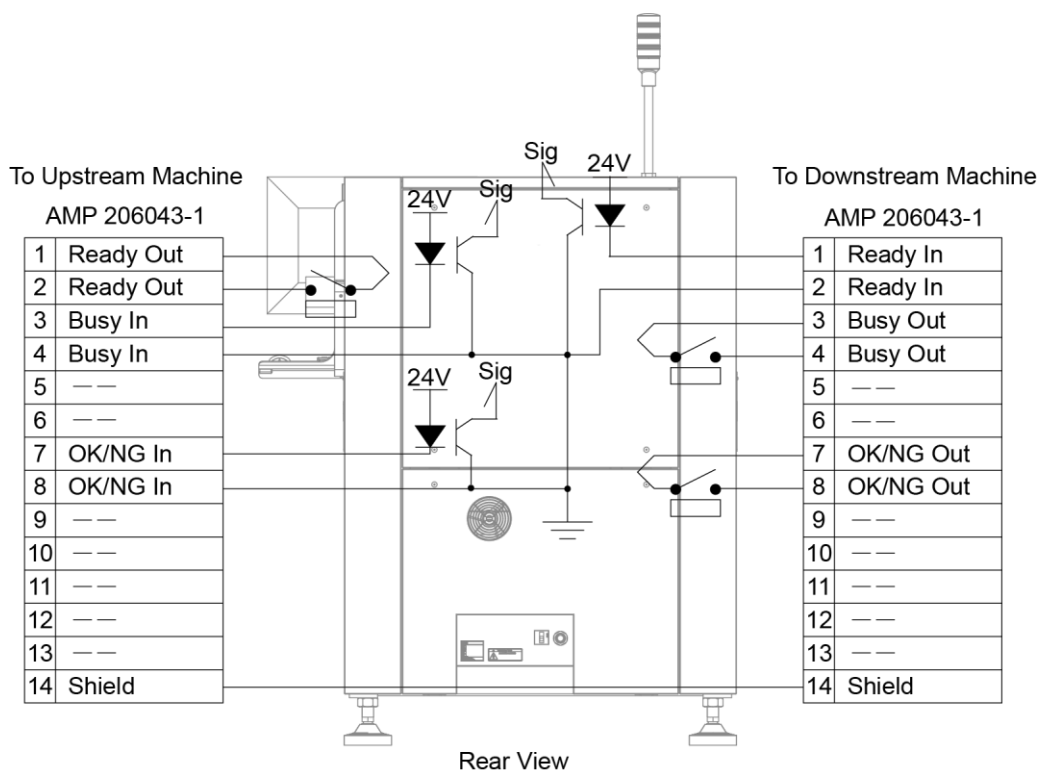 Sig
24V
To Upstream Machine
To Downstream Machine
AMP 206043-1
24V
Sig
AMP 206043-1
1 Ready Out
2 Ready Out
3 Busy In
4 Busy In
5 — —
6 — —
7 OK/NG In
8 OK/NG In
9 — —
10 — —
11 — —
12 — —
13 — —
14 Shield
24V
Sig
1 Ready In
2 Ready In
3 Busy Out
4 Busy Out
5 — —
6 — —
7 OK/NG Out
8 OK/NG Out
9 — —
10 — —
11 — —
12 — —
13 — —
14 Shield
Rear View